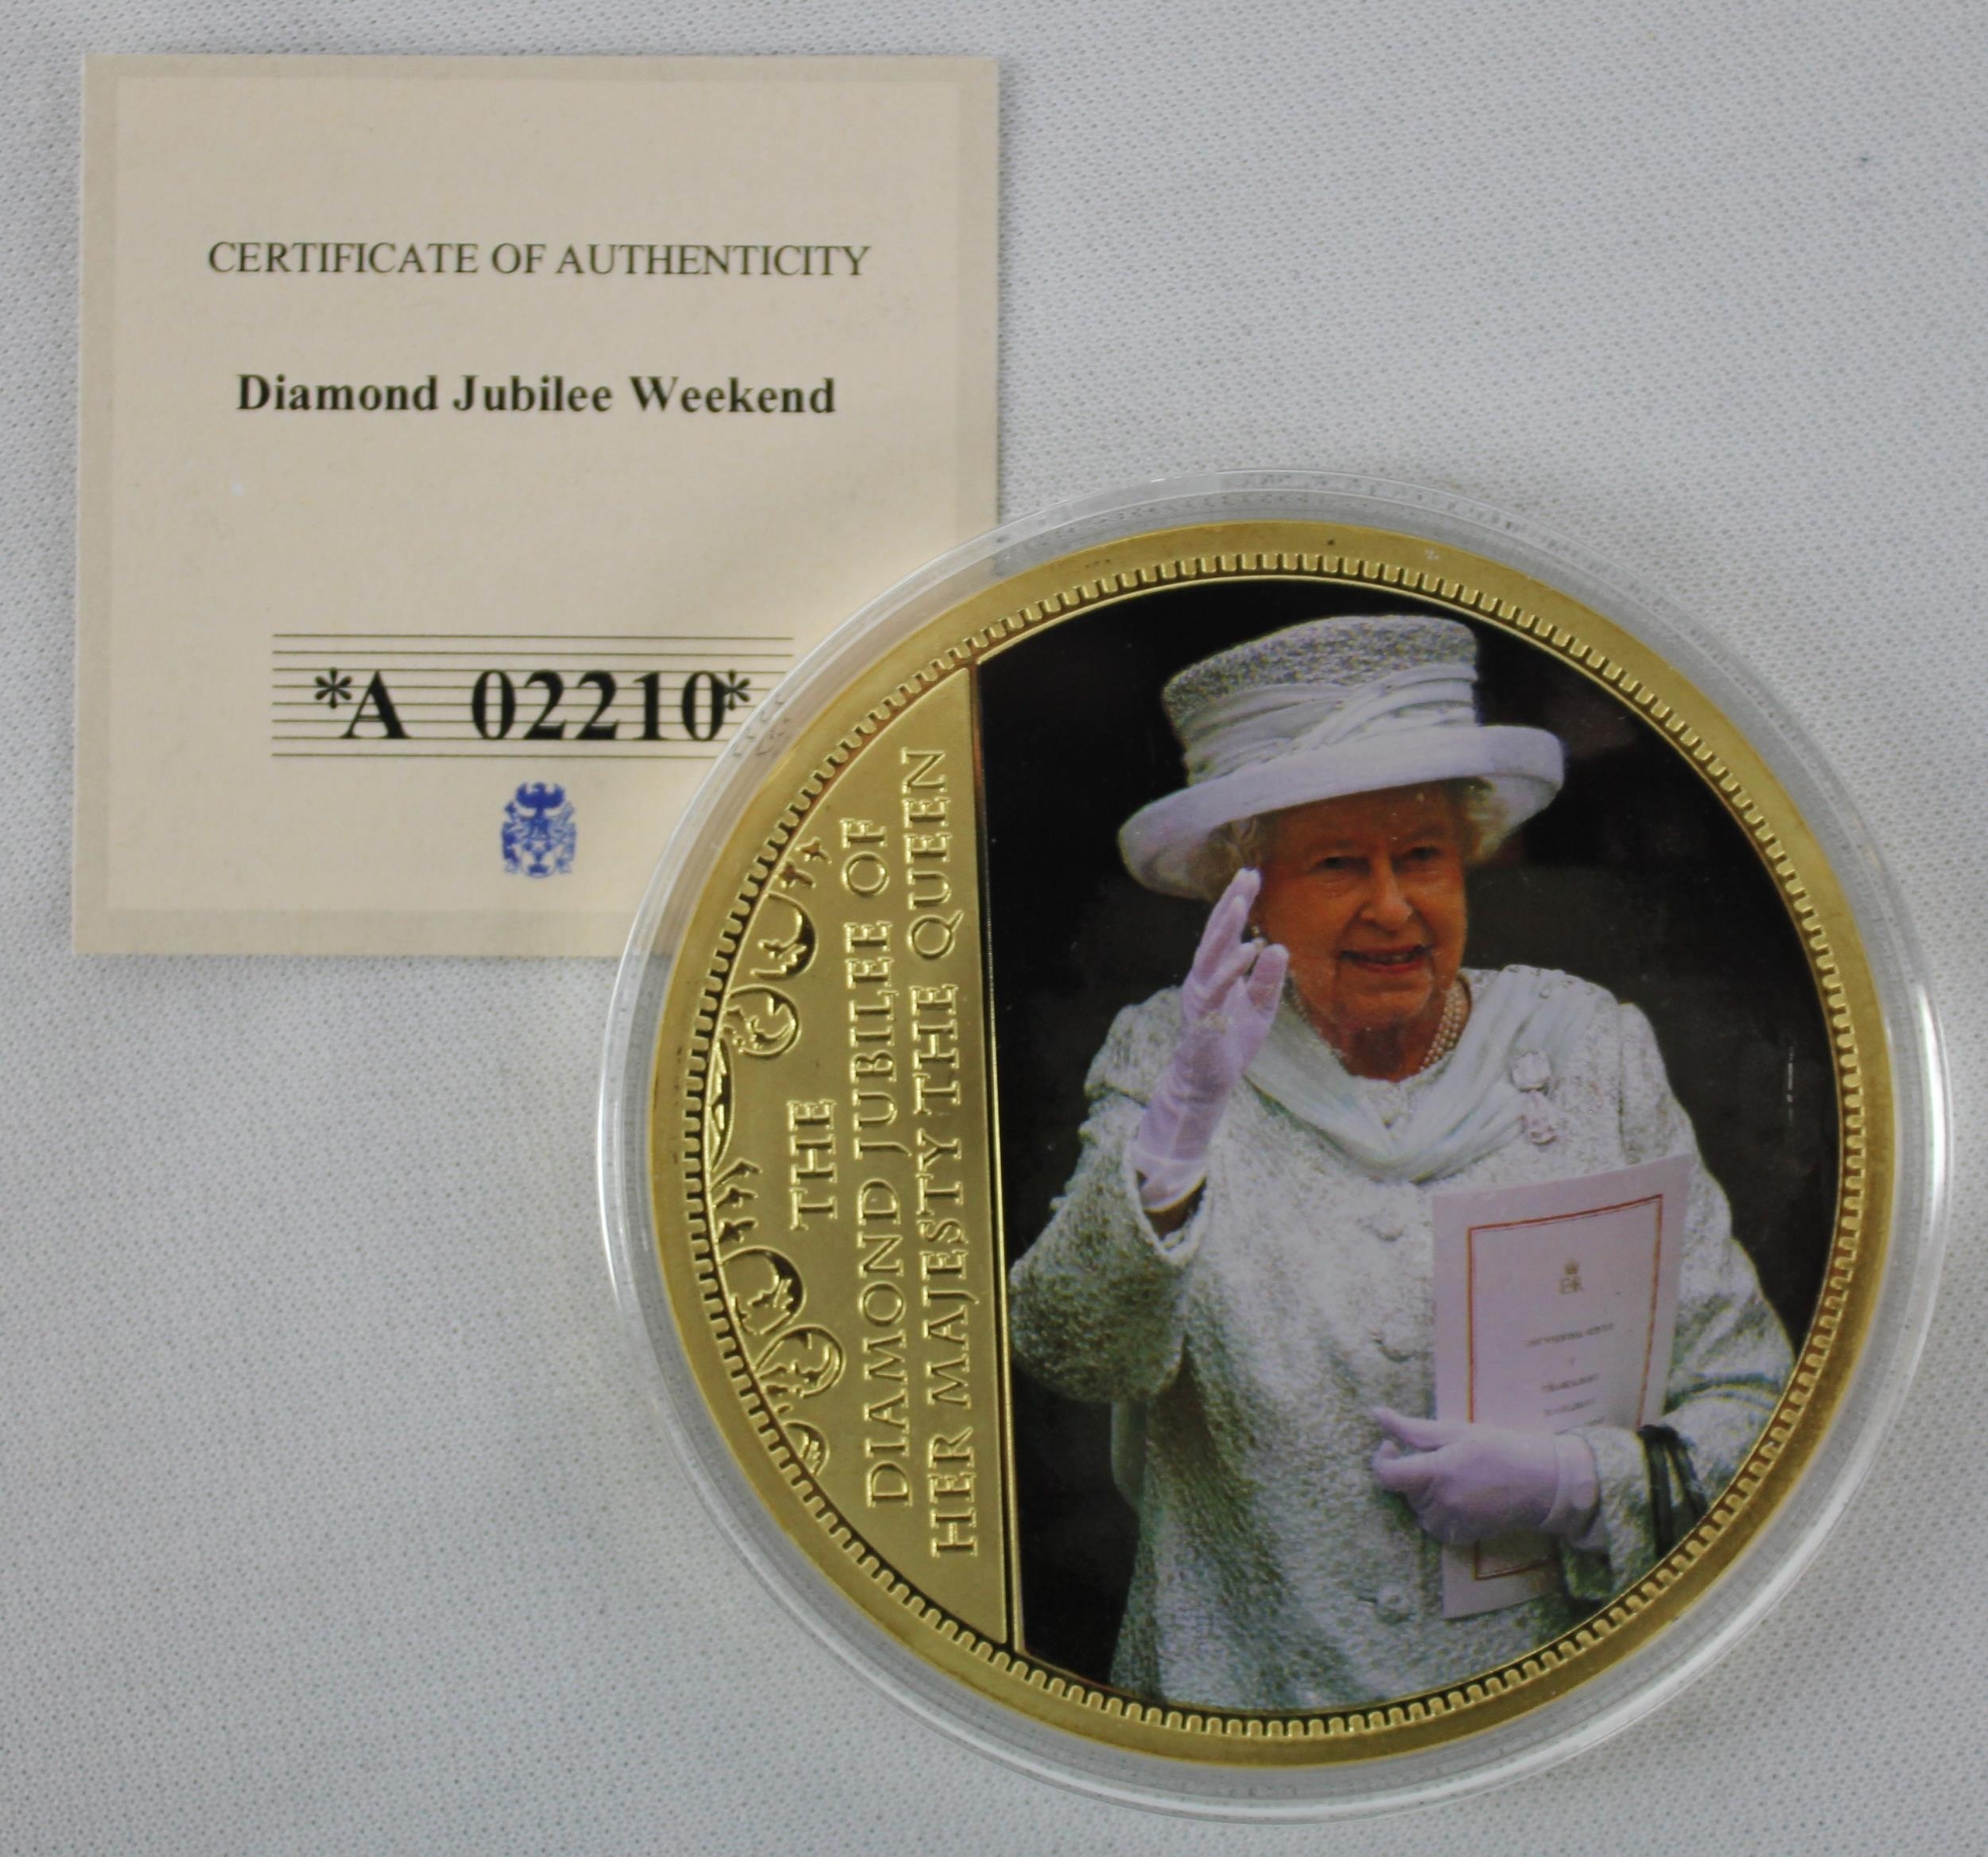 CERTIFICATE OF AUTHENTICITY
Diamond Jubilee Weekend
*A 02210*
THE
DIAMOND JUBILEE OF
HER MAJESTY THE QUEEN